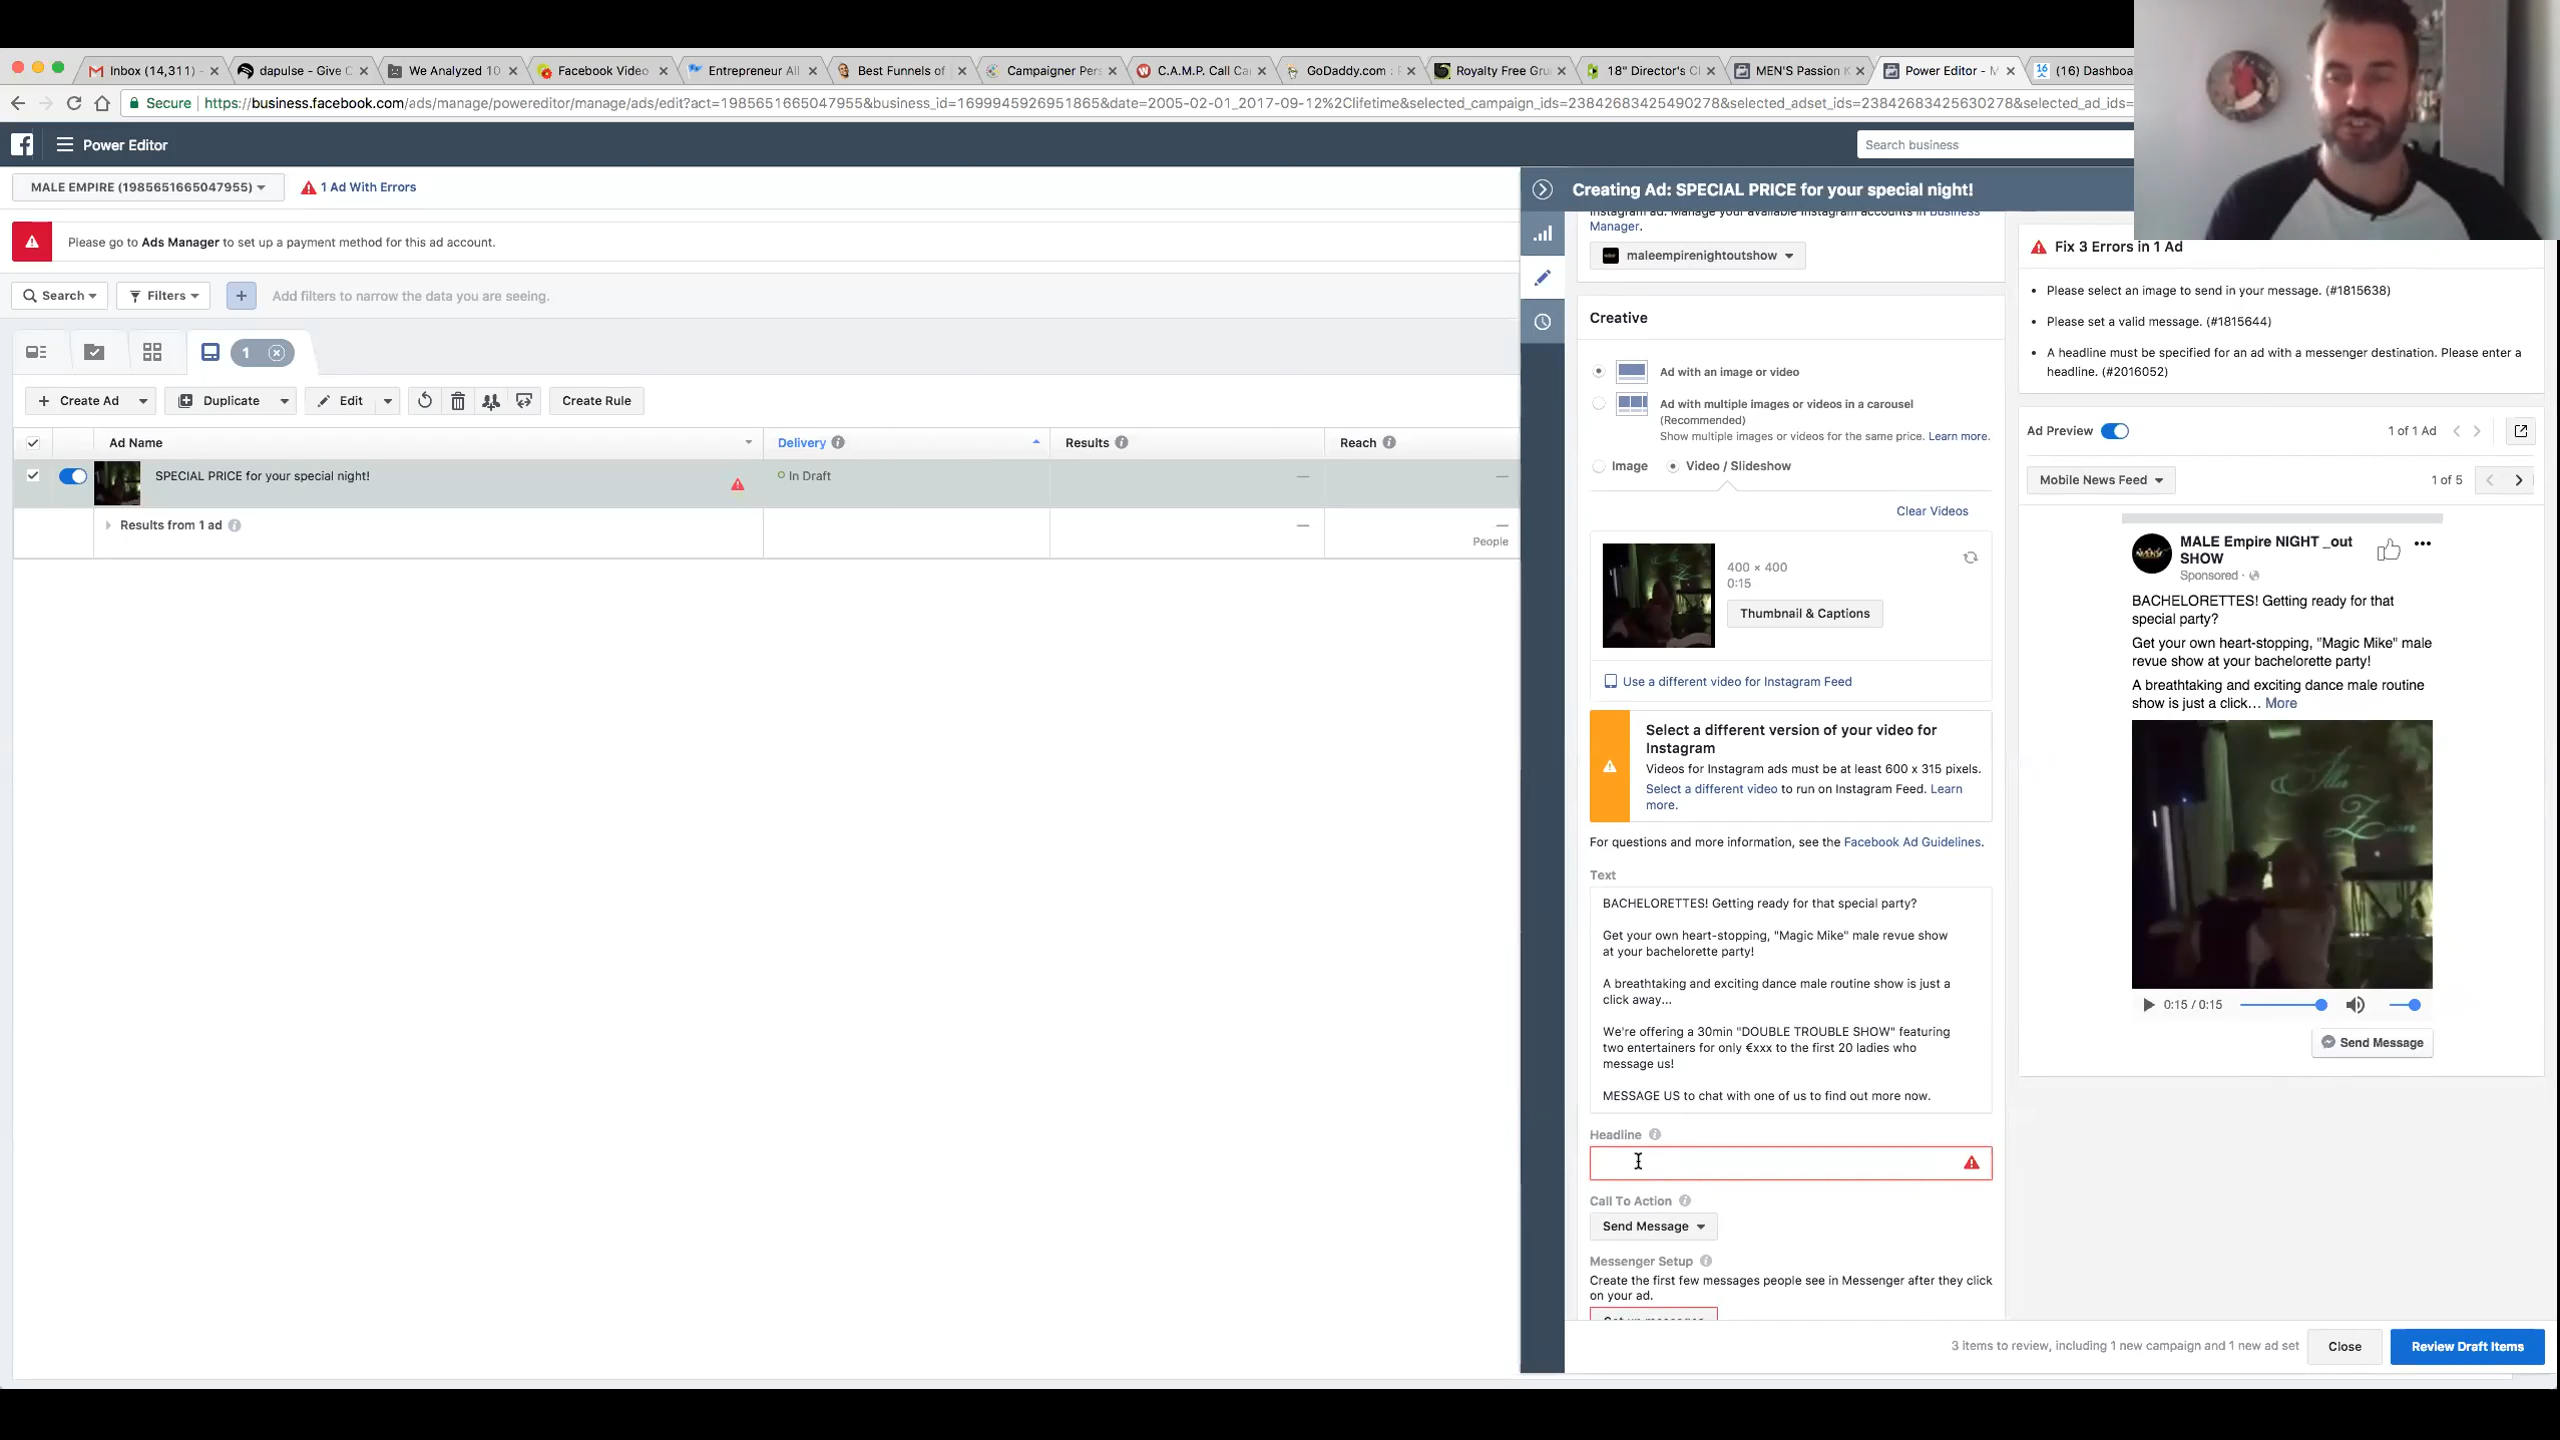 Inbox (14,311) -
dapulse - Give C
We Analyzed 10
Facebook Video
Entrepreneur All
Best Funnels of
Campaigner Pers
C.A.M.P. Call Ca
GoDaddy.com :
Royalty Free Gru
18" Director's Cl
MEN'S Passion K
Power Editor - M
(16) Dashboa
Secure
https://business.facebook.com/ads/manage/powereditor/manage/ads/edit?act=1985651665047955&business_id=1699945926951865&date=2005-02-01_2017-09-12%2Clifetime&selected_campaign_ids=23842683425490278&selected_adset_ids=23842683425630278&selected_ad_ids=
Power Editor
Search business
MALE EMPIRE (1985651665047955)
1 Ad With Errors
Please go to Ads Manager to set up a payment method for this ad account.
Search
Filters
Add filters to narrow the data you are seeing.
1
Create Ad
Duplicate
Edit
Create Rule
Ad Name
Delivery
Results
Reach
SPECIAL PRICE for your special night!
In Draft
—
—
Results from 1 ad
—
—
People
Creating Ad: SPECIAL PRICE for your special night!
Instagram ad. Manage your available Instagram accounts in Business
Manager.
maleempirenightoutshow
Creative
Ad with an image or video
Ad with multiple images or videos in a carousel
(Recommended)
Show multiple images or videos for the same price. Learn more.
Image
Video / Slideshow
Clear Videos
400 × 400
0:15
Thumbnail & Captions
Use a different video for Instagram Feed
Select a different version of your video for
Instagram
Videos for Instagram ads must be at least 600 x 315 pixels.
Select a different video to run on Instagram Feed. Learn
more.
For questions and more information, see the Facebook Ad Guidelines.
Text
BACHELORETTES! Getting ready for that special party?
Get your own heart-stopping, "Magic Mike" male revue show
at your bachelorette party!
A breathtaking and exciting dance male routine show is just a
click away...
We're offering a 30min "DOUBLE TROUBLE SHOW" featuring
two entertainers for only €xxx to the first 20 ladies who
message us!
MESSAGE US to chat with one of us to find out more now.
Headline
Call To Action
Send Message
Messenger Setup
Create the first few messages people see in Messenger after they click
on your ad.
3 items to review, including 1 new campaign and 1 new ad set
Close
Review Draft Items
Fix 3 Errors in 1 Ad
Please select an image to send in your message. (#1815638)
Please set a valid message. (#1815644)
A headline must be specified for an ad with a messenger destination. Please enter a
headline. (#2016052)
Ad Preview
1 of 1 Ad
Mobile News Feed
1 of 5
MALE Empire NIGHT _out
SHOW
Sponsored ·
BACHELORETTES! Getting ready for that
special party?
Get your own heart-stopping, "Magic Mike" male
revue show at your bachelorette party!
A breathtaking and exciting dance male routine
show is just a click... More
0:15 / 0:15
Send Message